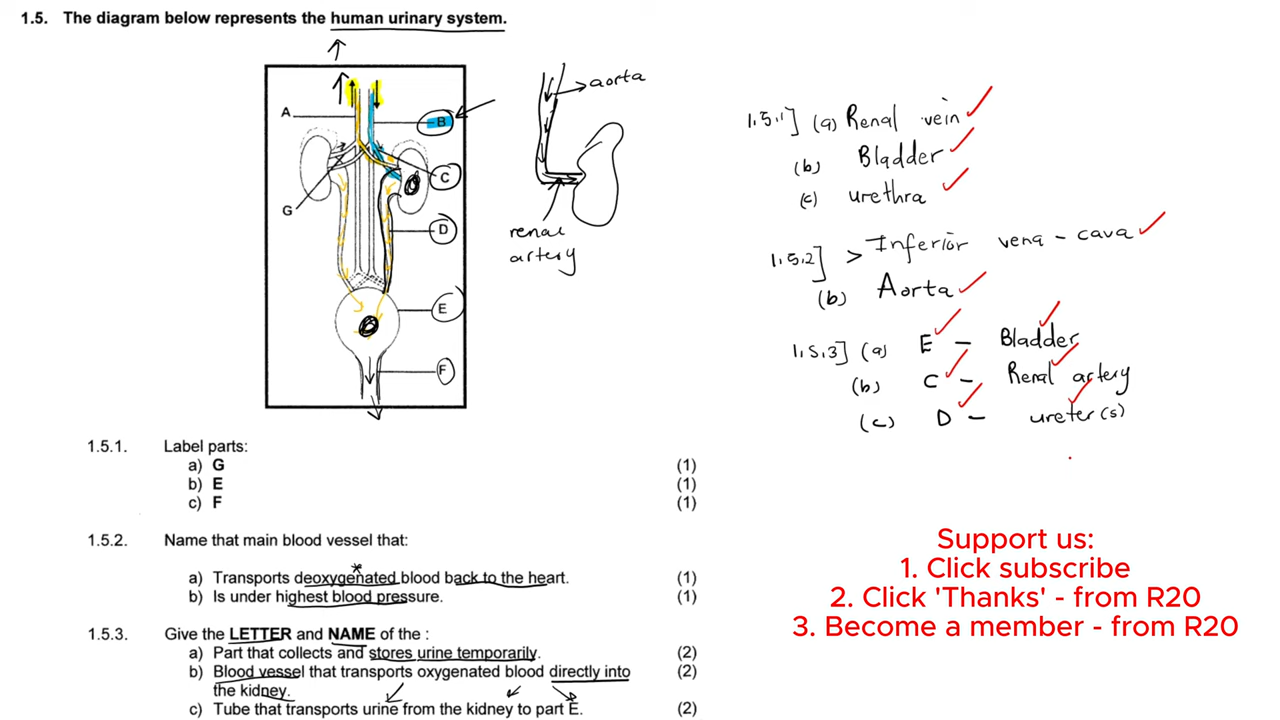 1.5. The diagram below represents the human urinary system.
A
B
C
G
D
E
F
aorta
renal
artery
1.5.1] (a) Renal vein
(b) Bladder
(c) urethra
1.5.2] > Inferior vena - cava
(b) Aorta
1.5.3] (a) E - Bladder
(b) C - Renal artery
(c) D - ureter(s)
1.5.1. Label parts:
a) G (1)
b) E (1)
c) F (1)
1.5.2. Name that main blood vessel that:
a) Transports deoxygenated blood back to the heart. (1)
b) Is under highest blood pressure. (1)
1.5.3. Give the LETTER and NAME of the :
a) Part that collects and stores urine temporarily. (2)
b) Blood vessel that transports oxygenated blood directly into (2)
the kidney.
c) Tube that transports urine from the kidney to part E. (2)
Support us:
1. Click subscribe
2. Click 'Thanks' - from R20
3. Become a member - from R20